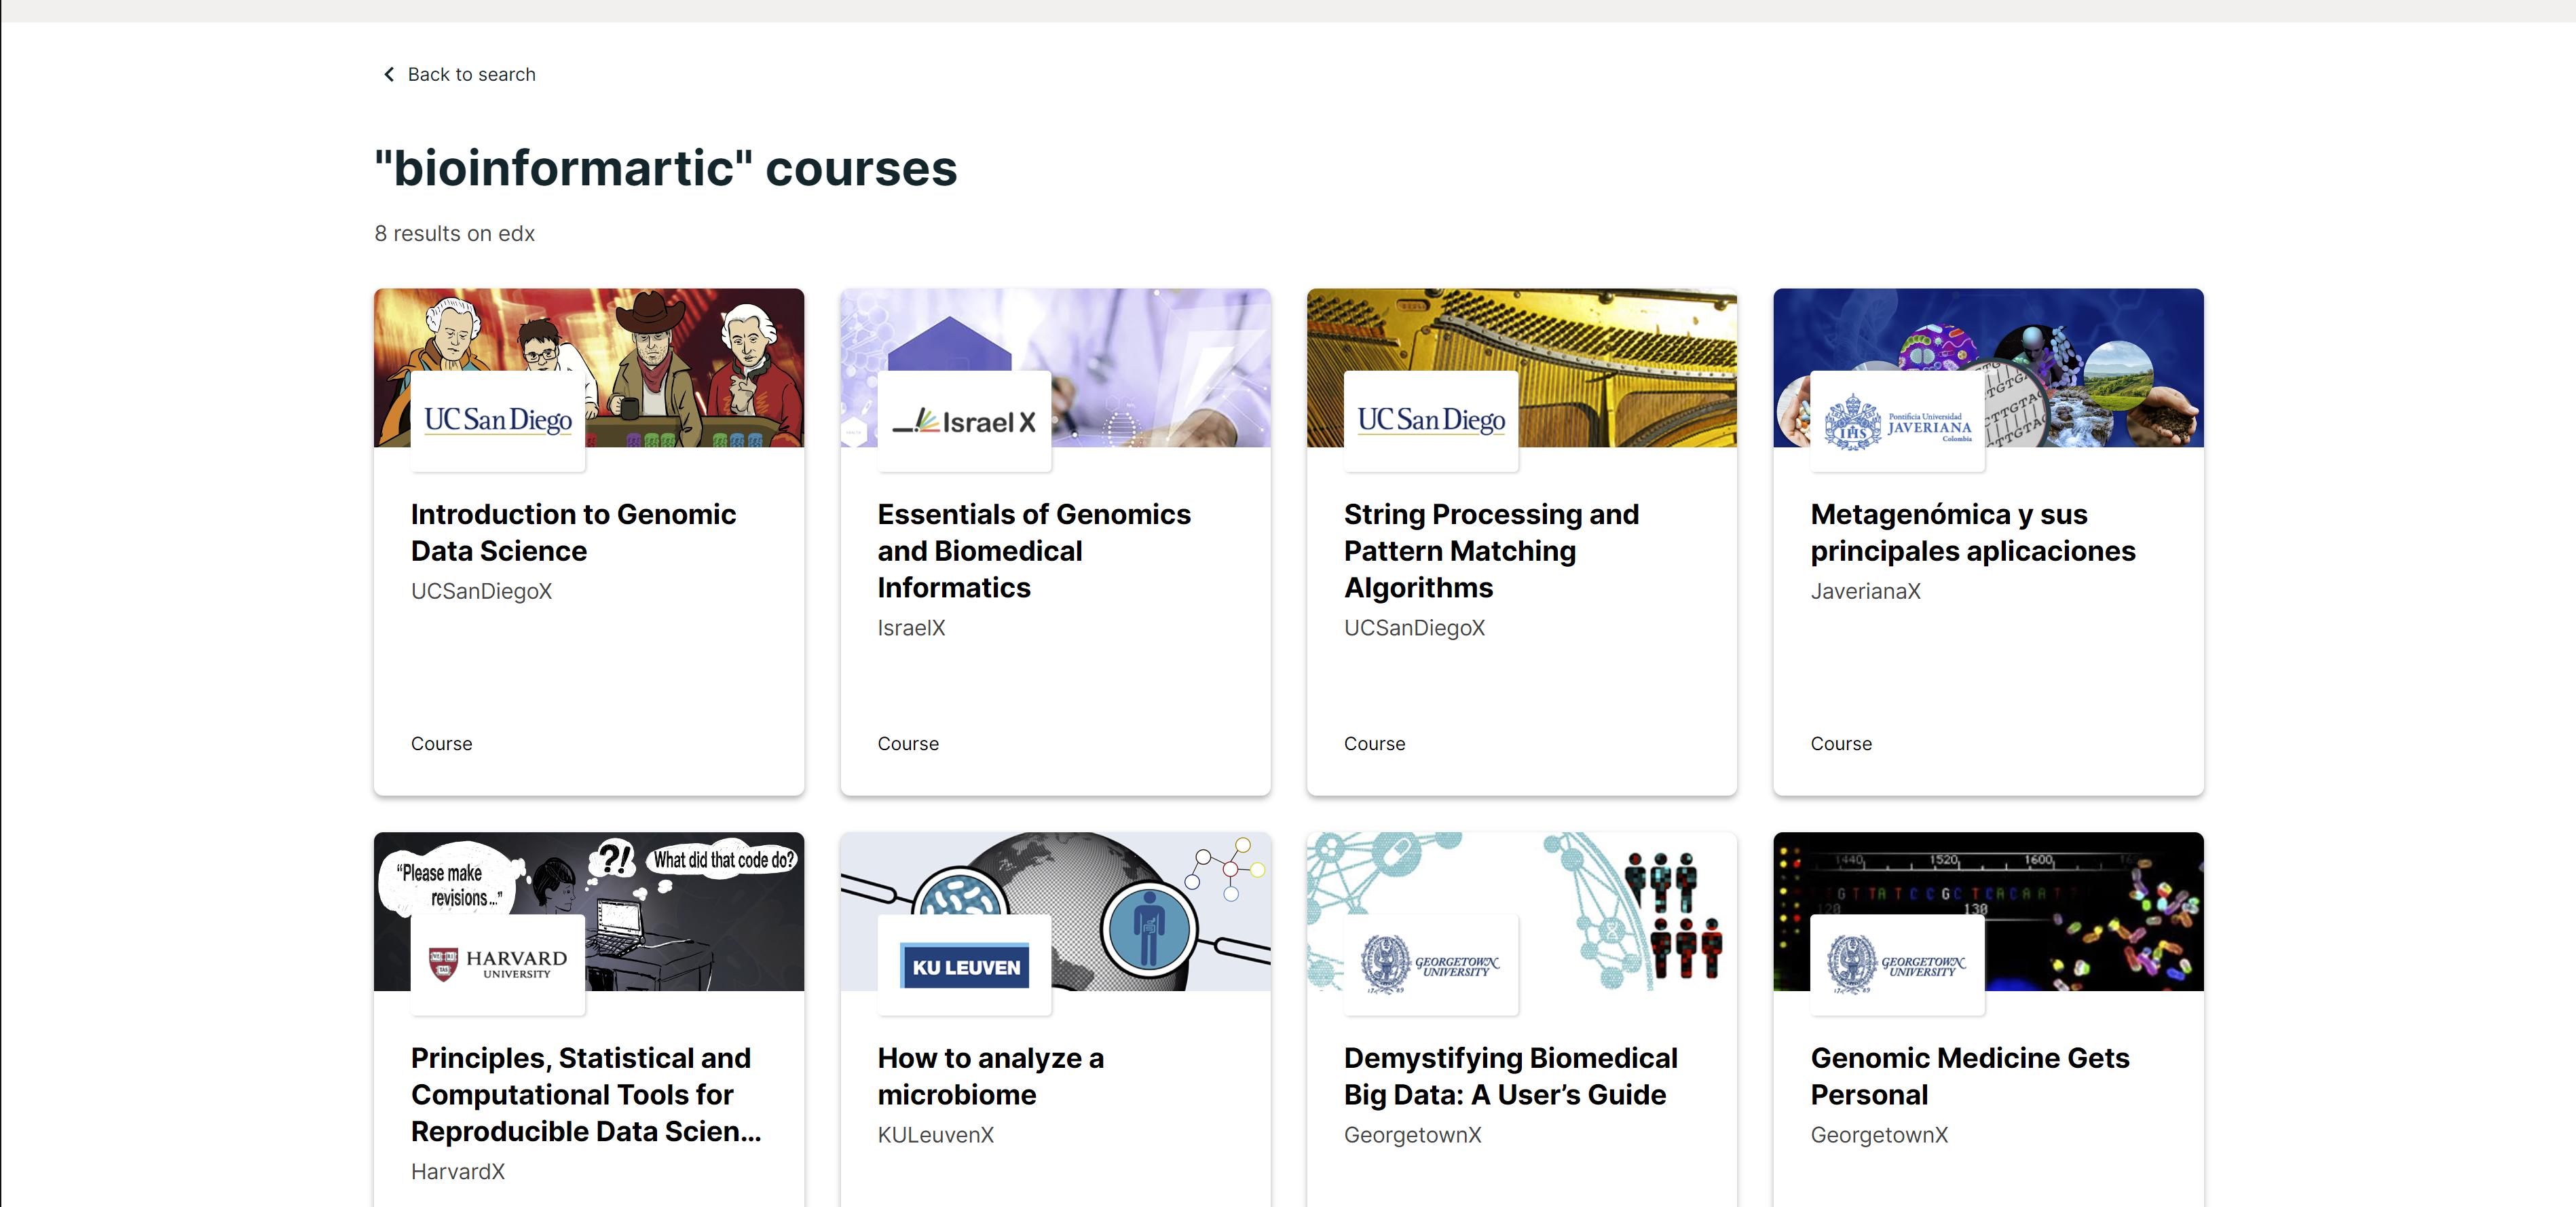 Back to search
"bioinformartic" courses
8 results on edx
UC San Diego
Israel X
UC San Diego
Pontificia Universidad
JAVERIANA
Colombia
Introduction to Genomic
Data Science
UCSanDiegoX
Course
Essentials of Genomics
and Biomedical
Informatics
IsraelX
Course
String Processing and
Pattern Matching
Algorithms
UCSanDiegoX
Course
Metagenómica y sus
principales aplicaciones
JaverianaX
Course
"Please make
revisions..."
?!
What did that code do?
HARVARD
UNIVERSITY
KU LEUVEN
GEORGETOWN
UNIVERSITY
1440
1520
1600
130
GEORGETOWN
UNIVERSITY
Principles, Statistical and
Computational Tools for
Reproducible Data Scien...
HarvardX
How to analyze a
microbiome
KULeuvenX
Demystifying Biomedical
Big Data: A User’s Guide
GeorgetownX
Genomic Medicine Gets
Personal
GeorgetownX